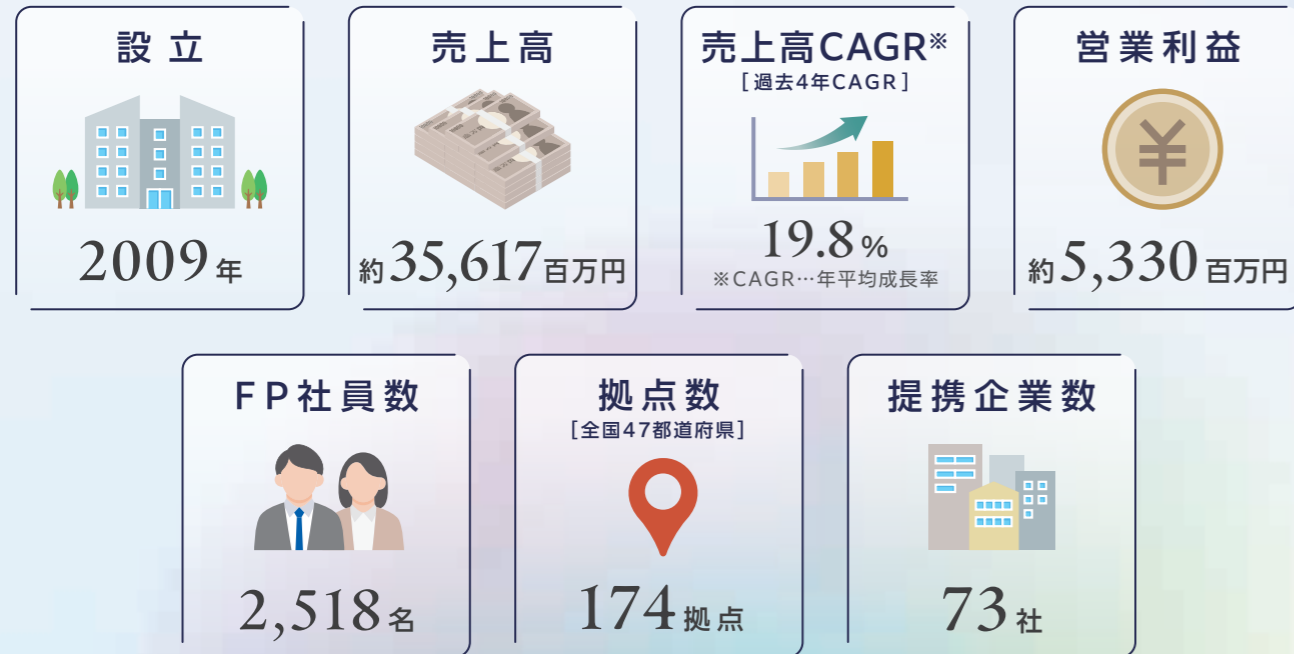 設立
2009年
売上高
約35,617百万円
売上高CAGR※
[過去4年CAGR]
19.8%
※CAGR…年平均成長率
営業利益
約5,330百万円
FP社員数
2,518名
拠点数
[全国47都道府県]
174拠点
提携企業数
73社